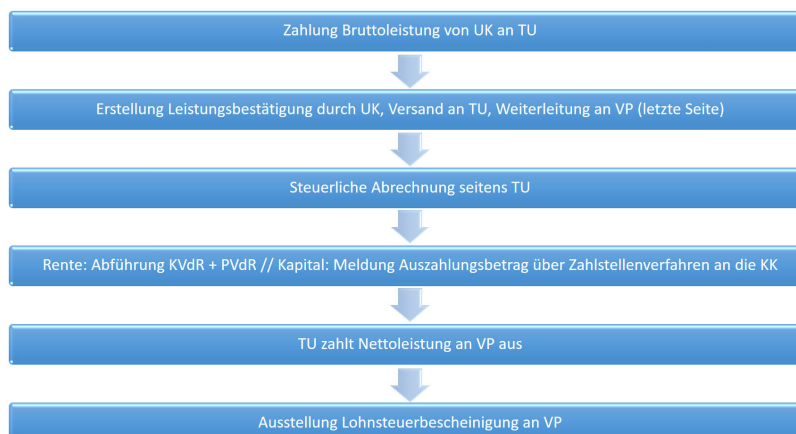 Zahlung Bruttoleistung von UK an TU
Erstellung Leistungsbestätigung durch UK, Versand an TU, Weiterleitung an VP (letzte Seite)
Steuerliche Abrechnung seitens TU
Rente: Abführung KVdR + PVdR // Kapital: Meldung Auszahlungsbetrag über Zahlstellenverfahren an die KK
TU zahlt Nettoleistung an VP aus
Ausstellung Lohnsteuerbescheinigung an VP